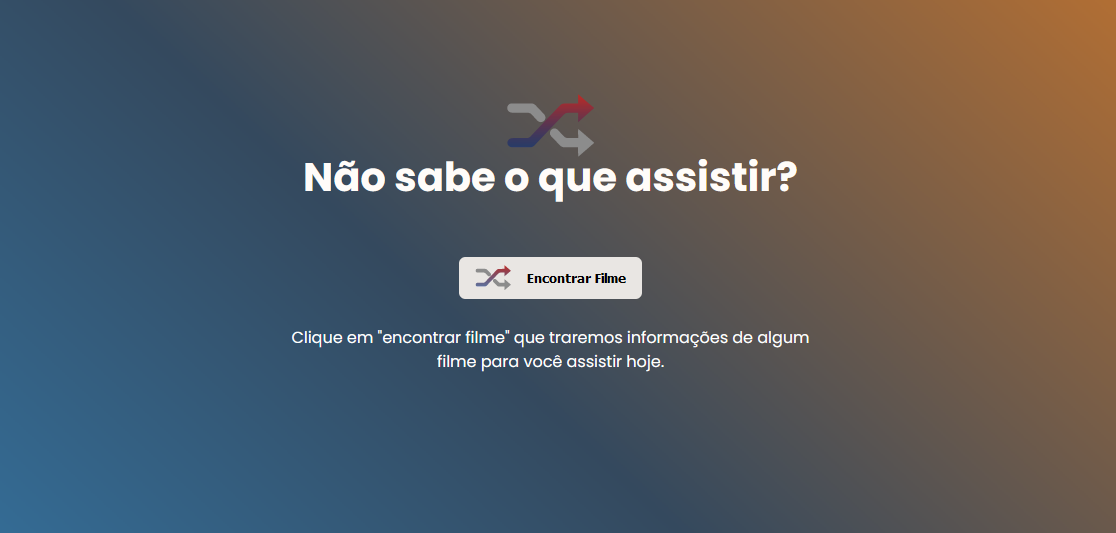 Não sabe o que assistir?
Encontrar Filme
Clique em "encontrar filme" que traremos informações de algum
filme para você assistir hoje.